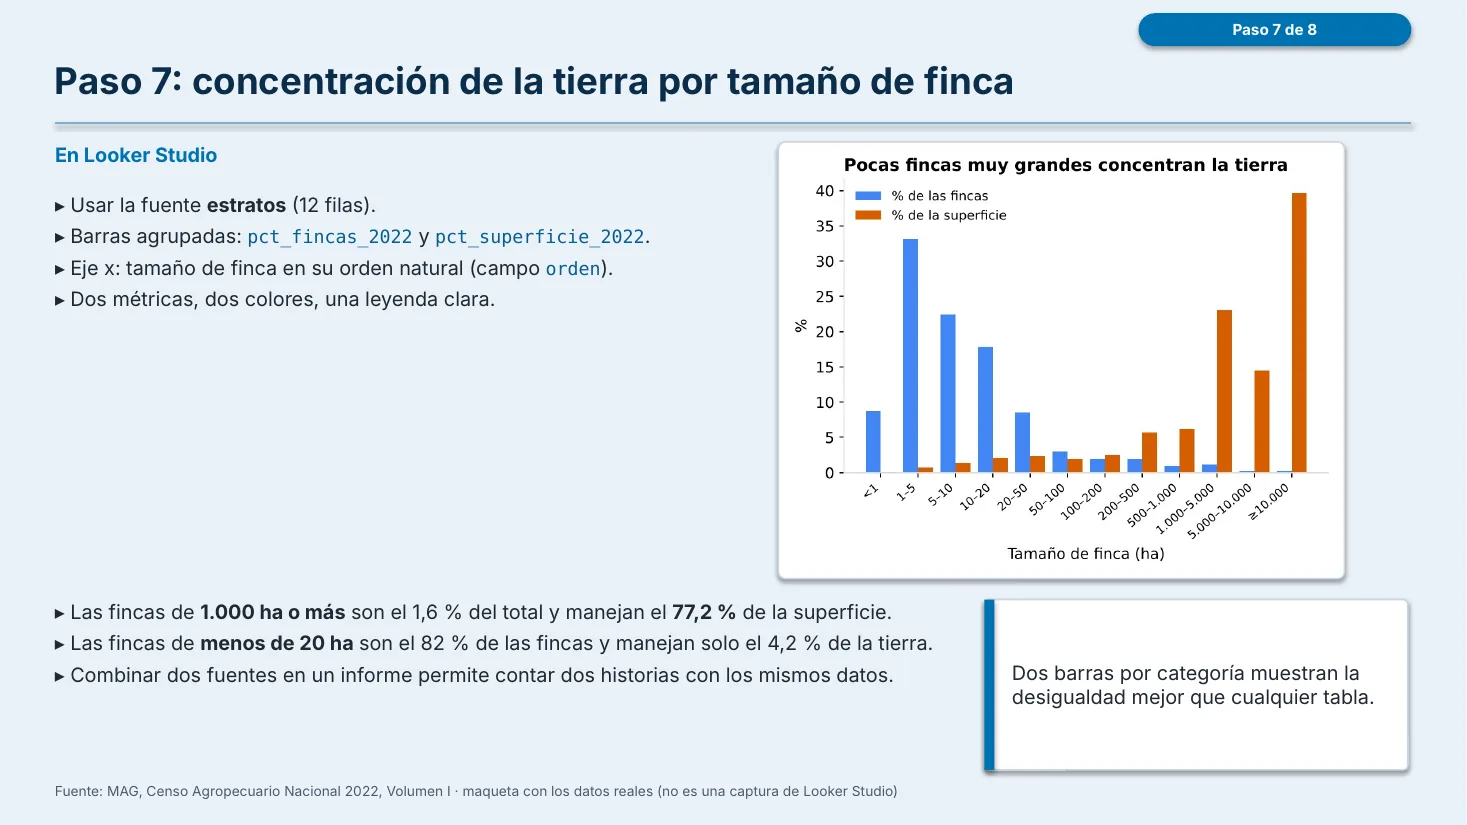 Paso 7 de 8
Paso 7: concentración de la tierra por tamaño de finca
En Looker Studio
▸ Usar la fuente estratos (12 filas).
▸ Barras agrupadas: pct_fincas_2022 y pct_superficie_2022.
▸ Eje x: tamaño de finca en su orden natural (campo orden).
▸ Dos métricas, dos colores, una leyenda clara.
Pocas fincas muy grandes concentran la tierra
% de las fincas
% de la superficie
%
40
35
30
25
20
15
10
5
0
<1
1–5
5–10
10–20
20–50
50–100
100–200
200–500
500–1.000
1.000–5.000
5.000–10.000
≥10.000
Tamaño de finca (ha)
▸ Las fincas de 1.000 ha o más son el 1,6 % del total y manejan el 77,2 % de la superficie.
▸ Las fincas de menos de 20 ha son el 82 % de las fincas y manejan solo el 4,2 % de la tierra.
▸ Combinar dos fuentes en un informe permite contar dos historias con los mismos datos.
Dos barras por categoría muestran la
desigualdad mejor que cualquier tabla.
Fuente: MAG, Censo Agropecuario Nacional 2022, Volumen I · maqueta con los datos reales (no es una captura de Looker Studio)